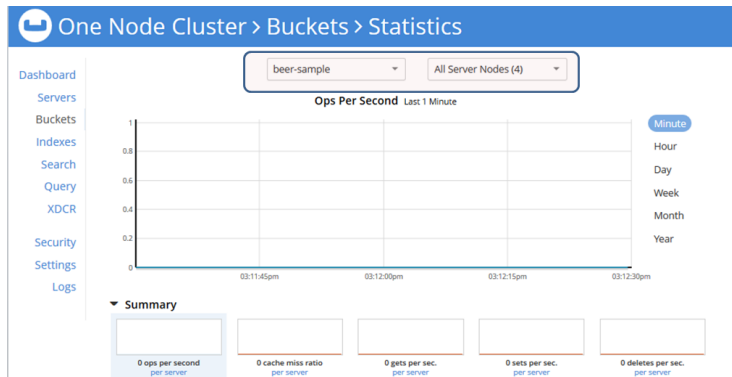 One Node Cluster > Buckets > Statistics
beer-sample
All Server Nodes (4)
Dashboard
Servers
Buckets
Indexes
Search
Query
XDCR
Security
Settings
Logs
Ops Per Second Last 1 Minute
1
0.8
0.6
0.4
0.2
0
03:11:45pm 03:12:00pm 03:12:15pm 03:12:30pm
Minute
Hour
Day
Week
Month
Year
Summary
0 ops per second
per server
0 cache miss ratio
per server
0 gets per sec.
per server
0 sets per sec.
per server
0 deletes per sec.
per server